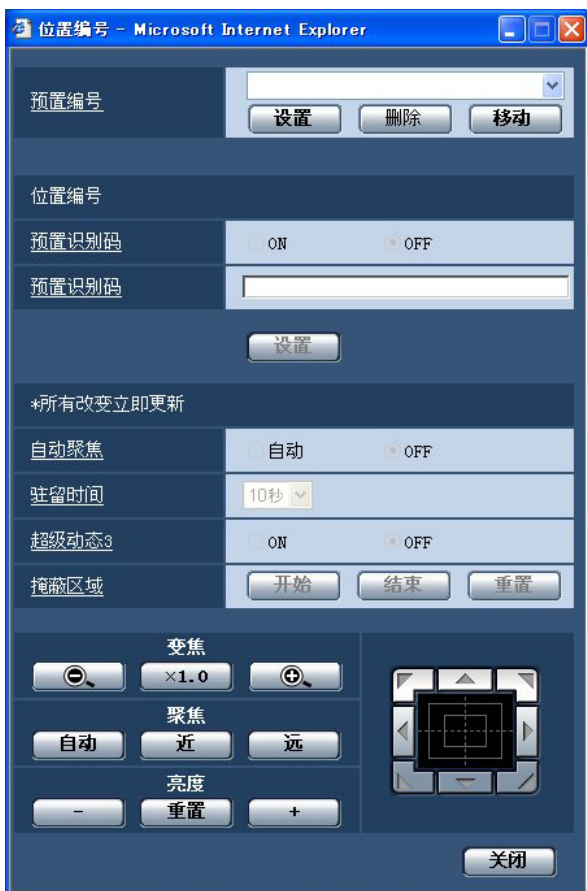 位置编号 - Microsoft Internet Explorer
预置编号
设置 删除 移动
位置编号
预置识别码 ON OFF
预置识别码
设置
*所有改变立即更新
自动聚焦 自动 OFF
驻留时间 10秒
超级动态3 ON OFF
掩蔽区域 开始 结束 重置
变焦
×1.0
聚焦
自动 近 远
亮度
- 重置 +
关闭